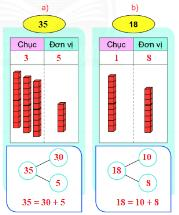 a)
35
Chục Đơn vị
3 5
30
35
5
35 = 30 + 5
b)
18
Chục Đơn vị
1 8
10
18
8
18 = 10 + 8